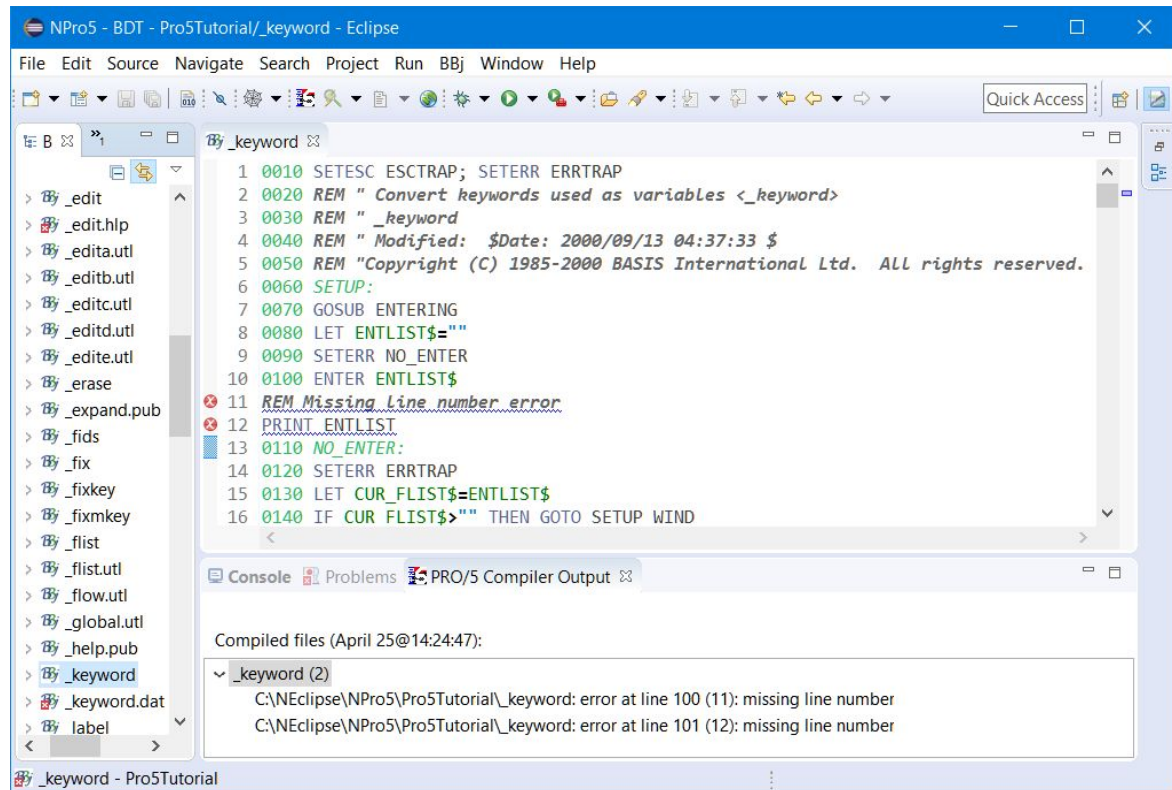 NPro5 - BDT - Pro5Tutorial/_keyword - Eclipse
File Edit Source Navigate Search Project Run BBj Window Help
Quick Access
B
»1
_edit
_edit.hlp
_edita.utl
_editb.utl
_editc.utl
_editd.utl
_edite.utl
_erase
_expand.pub
_fids
_fix
_fixkey
_fixmkey
_flist
_flist.utl
_flow.utl
_global.utl
_help.pub
_keyword
_keyword.dat
_label
_keyword
1 0010 SETESC ESCTRAP; SETERR ERRTRAP
2 0020 REM " Convert keywords used as variables <_keyword>
3 0030 REM " _keyword
4 0040 REM " Modified: $Date: 2000/09/13 04:37:33 $
5 0050 REM "Copyright (C) 1985-2000 BASIS International Ltd. All rights reserved.
6 0060 SETUP:
7 0070 GOSUB ENTERING
8 0080 LET ENTLIST$=""
9 0090 SETERR NO_ENTER
10 0100 ENTER ENTLIST$
11 REM Missing line number error
12 PRINT ENTLIST
13 0110 NO_ENTER:
14 0120 SETERR ERRTRAP
15 0130 LET CUR_FLIST$=ENTLIST$
16 0140 IF CUR_FLIST$>"" THEN GOTO SETUP_WIND
Console Problems PRO/5 Compiler Output
Compiled files (April 25@14:24:47):
_keyword (2)
C:\NEclipse\NPro5\Pro5Tutorial\_keyword: error at line 100 (11): missing line number
C:\NEclipse\NPro5\Pro5Tutorial\_keyword: error at line 101 (12): missing line number
_keyword - Pro5Tutorial